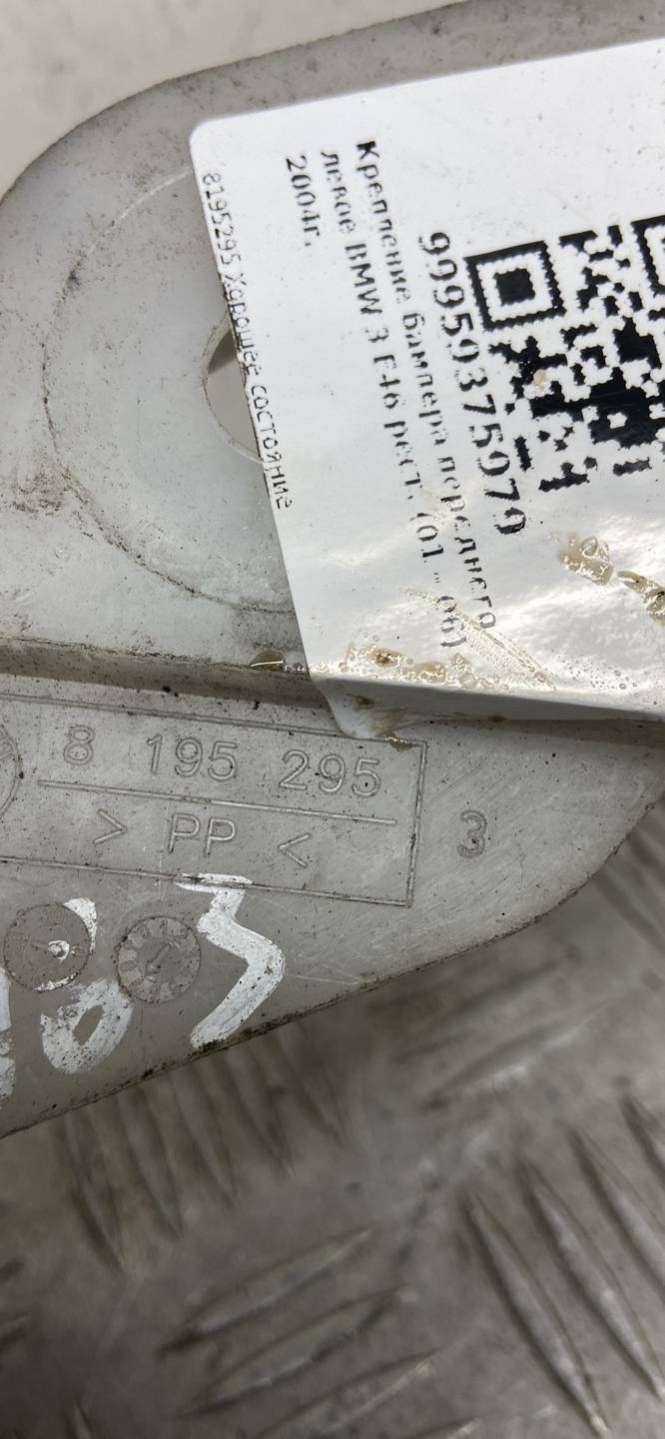 9995937597９
Крепление бампера переднего
левое BMW 3 E46 рест. (01 - 06)
2004г.
8195295 Хорошее состояние
8 195 295
> PP <
3